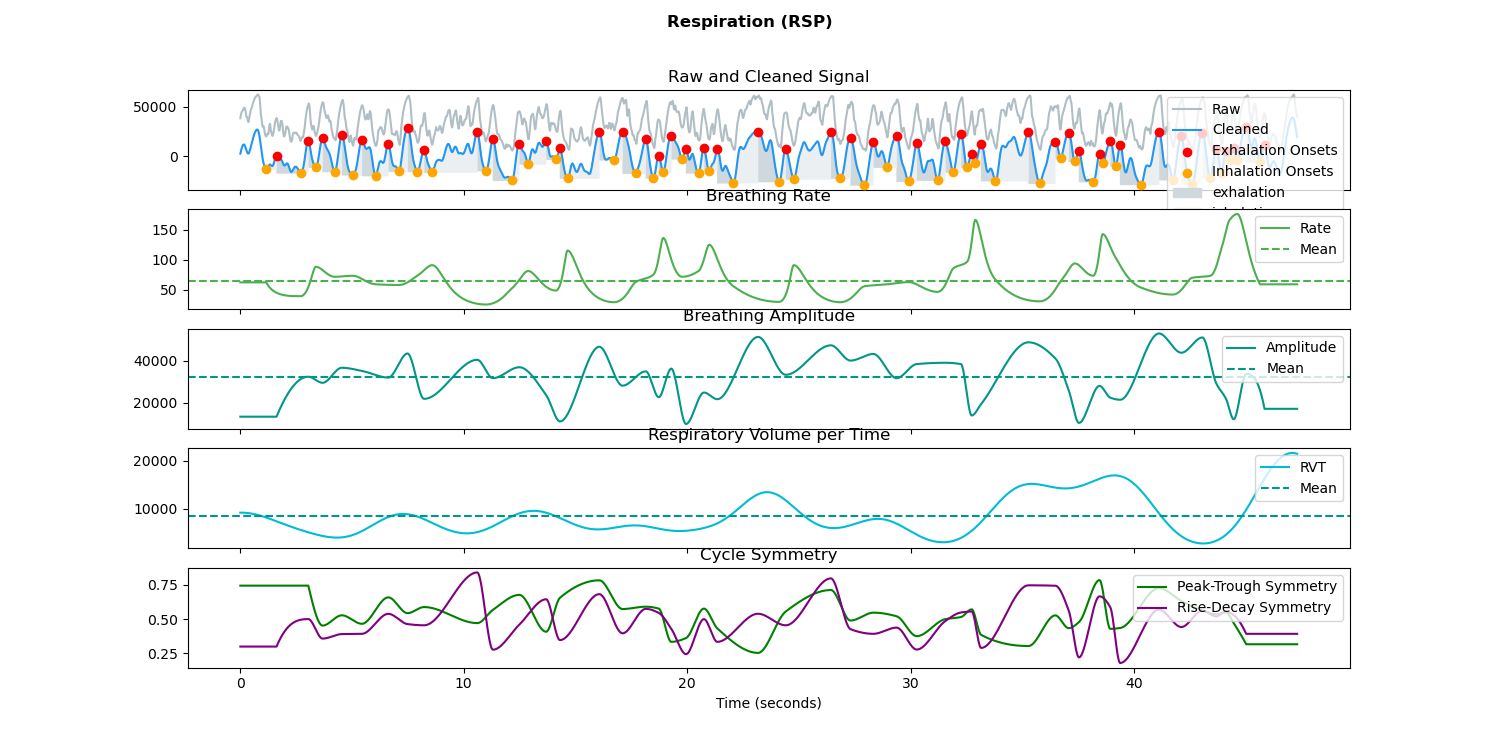 Respiration (RSP)
Raw and Cleaned Signal
50000
0
Raw
Cleaned
Exhalation Onsets
Inhalation Onsets
exhalation
Breathing Rate
150
100
50
Rate
Mean
Breathing Amplitude
40000
20000
Amplitude
Mean
Respiratory Volume per Time
20000
10000
RVT
Mean
Cycle Symmetry
0.75
0.50
0.25
Peak-Trough Symmetry
Rise-Decay Symmetry
0 10 20 30 40
Time (seconds)